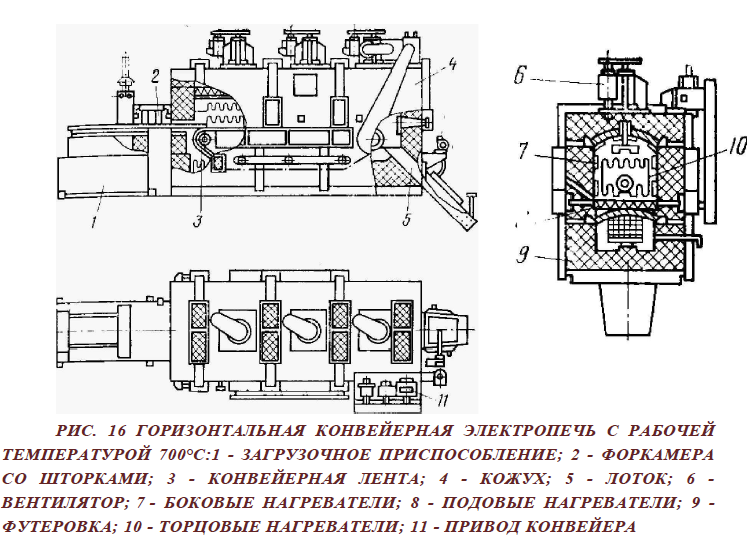 1
2
3
4
5
6
7
10
9
11
РИС. 16 ГОРИЗОНТАЛЬНАЯ КОНВЕЙЕРНАЯ ЭЛЕКТРОПЕЧЬ С РАБОЧЕЙ
ТЕМПЕРАТУРОЙ 700°С:1 - ЗАГРУЗОЧНОЕ ПРИСПОСОБЛЕНИЕ; 2 - ФОРКАМЕРА
СО ШТОРКАМИ; 3 - КОНВЕЙЕРНАЯ ЛЕНТА; 4 - КОЖУХ; 5 - ЛОТОК; 6 -
ВЕНТИЛЯТОР; 7 - БОКОВЫЕ НАГРЕВАТЕЛИ; 8 - ПОДОВЫЕ НАГРЕВАТЕЛИ; 9 -
ФУТЕРОВКА; 10 - ТОРЦОВЫЕ НАГРЕВАТЕЛИ; 11 - ПРИВОД КОНВЕЙЕРА